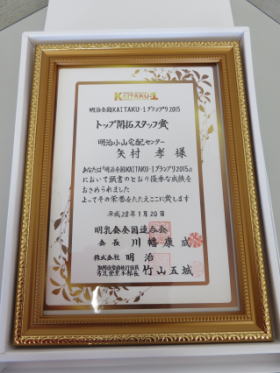 KAITAKU-1
明治全国KAITAKU-1グランプリ2015
トップ開拓スタッフ賞
明治小山宅配センター
矢村 孝 様
あなたは「明治全国KAITAKU-1グランプリ2015」
において頭書のとおり優秀な成績を
おさめられました
よってその栄誉をたたえここに賞します
平成28年1月20日
明乳会全国連合会
会長 川幡康成
株式会社 明治
竹山五城